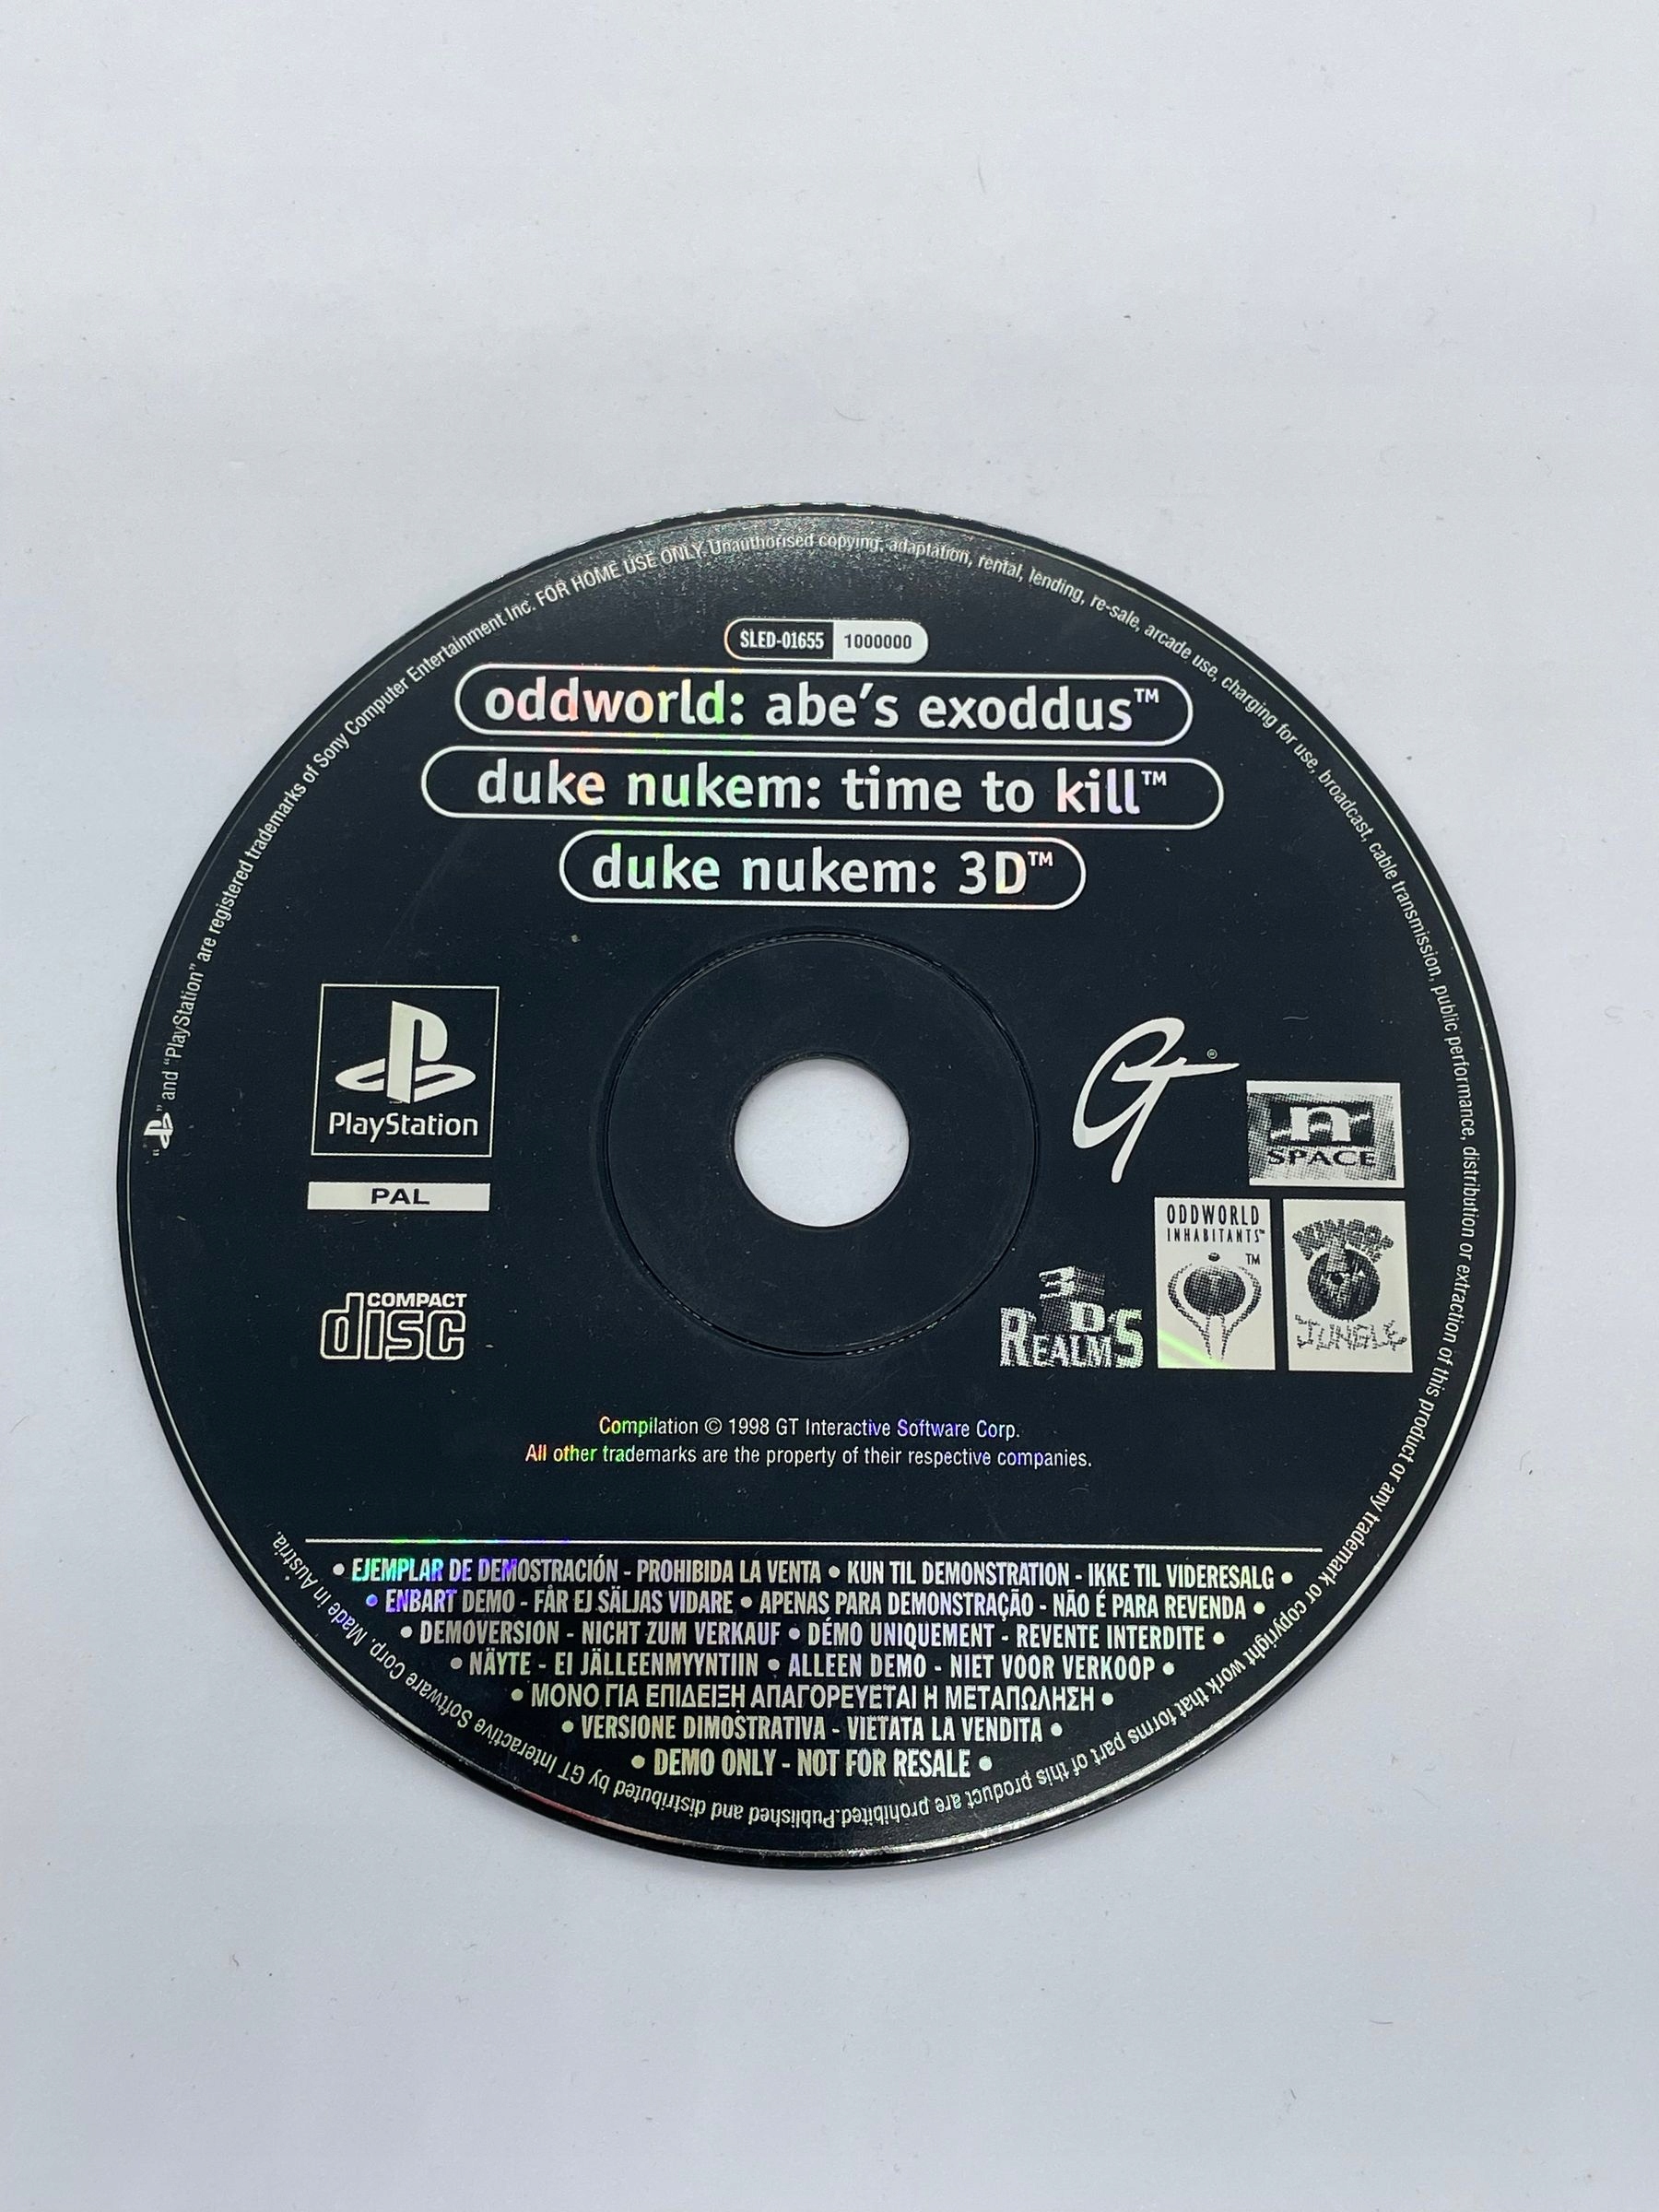 SLED-01655 1000000
oddworld: abe's exoddus™
duke nukem: time to kill™
duke nukem: 3D™
PlayStation
PAL
COMPACT
disc
GT®
n
SPACE
ODDWORLD
INHABITANTS™
TM
3D
REALMS
JUNGLE
Compilation © 1998 GT Interactive Software Corp.
All other trademarks are the property of their respective companies.
• EJEMPLAR DE DEMOSTRACIÓN - PROHIBIDA LA VENTA • KUN TIL DEMONSTRATION - IKKE TIL VIDERESALG •
• ENBART DEMO - FÅR EJ SÄLJAS VIDARE • APENAS PARA DEMONSTRAÇÃO - NÃO É PARA REVENDA •
• DEMOVERSION - NICHT ZUM VERKAUF • DÉMO UNIQUEMENT - REVENTE INTERDITE •
• NÄYTE - EI JÄLLEENMYYNTIIN • ALLEEN DEMO - NIET VOOR VERKOOP •
• ΜΟΝΟ ΓΙΑ ΕΠΙΔΕΙΞΗ ΑΠΑΓΟΡΕΥΕΤΑΙ Η ΜΕΤΑΠΩΛΗΣΗ •
• VERSIONE DIMOSTRATIVA - VIETATA LA VENDITA •
• DEMO ONLY - NOT FOR RESALE •
" " and "PlayStation" are registered trademarks of Sony Computer Entertainment Inc. FOR HOME USE ONLY. Unauthorised copying, adaptation, rental, lending, re-sale, arcade use, charging for use, broadcast, cable transmission, public performance, distribution or extraction of this product or any trademark or copyright work that forms part of this product are prohibited. Published and distributed by GT Interactive Software Corp. Made in Austria.